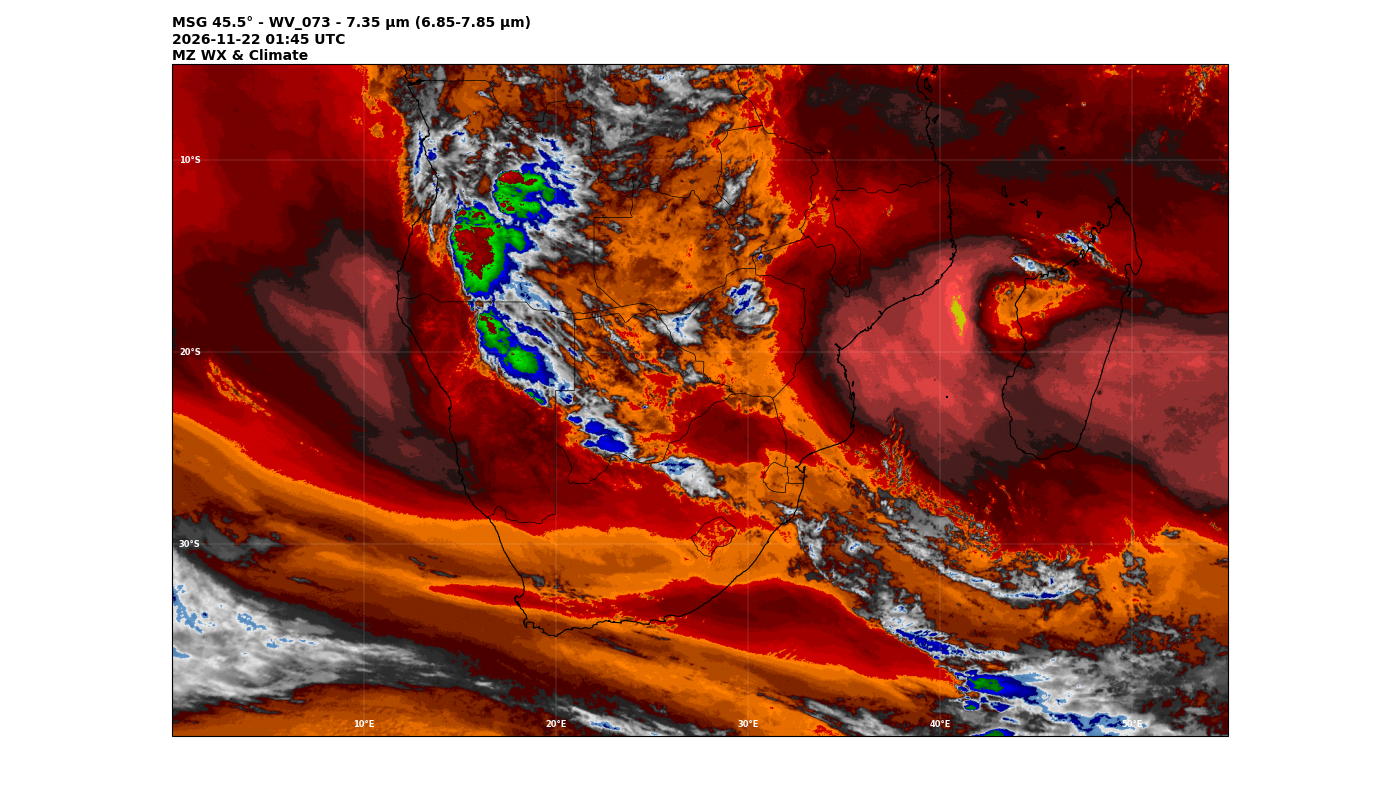 MSG 45.5° - WV_073 - 7.35 μm (6.85-7.85 μm)
2026-11-22 01:45 UTC
MZ WX & Climate
10°S
20°S
30°S
10°E
20°E
30°E
40°E
50°E